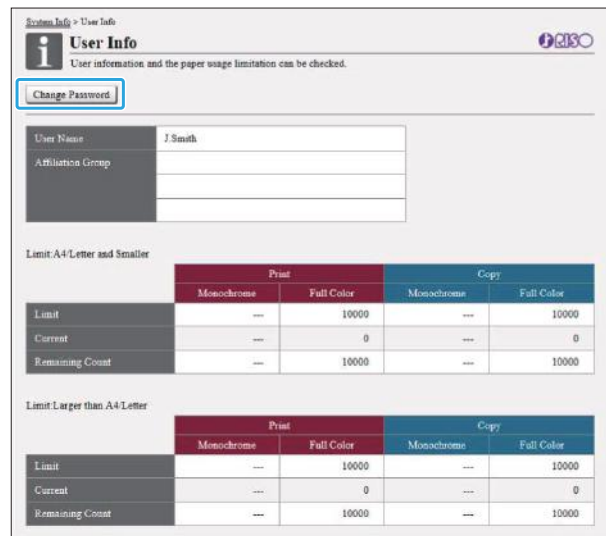 System Info > User Info
i
User Info
RISO
User information and the paper usage limitation can be checked.
Change Password
User Name J.Smith
Affiliation Group
Limit:A4/Letter and Smaller
Print Copy
Monochrome Full Color Monochrome Full Color
Limit --- 10000 --- 10000
Current --- 0 --- 0
Remaining Count --- 10000 --- 10000
Limit:Larger than A4/Letter
Print Copy
Monochrome Full Color Monochrome Full Color
Limit --- 10000 --- 10000
Current --- 0 --- 0
Remaining Count --- 10000 --- 10000